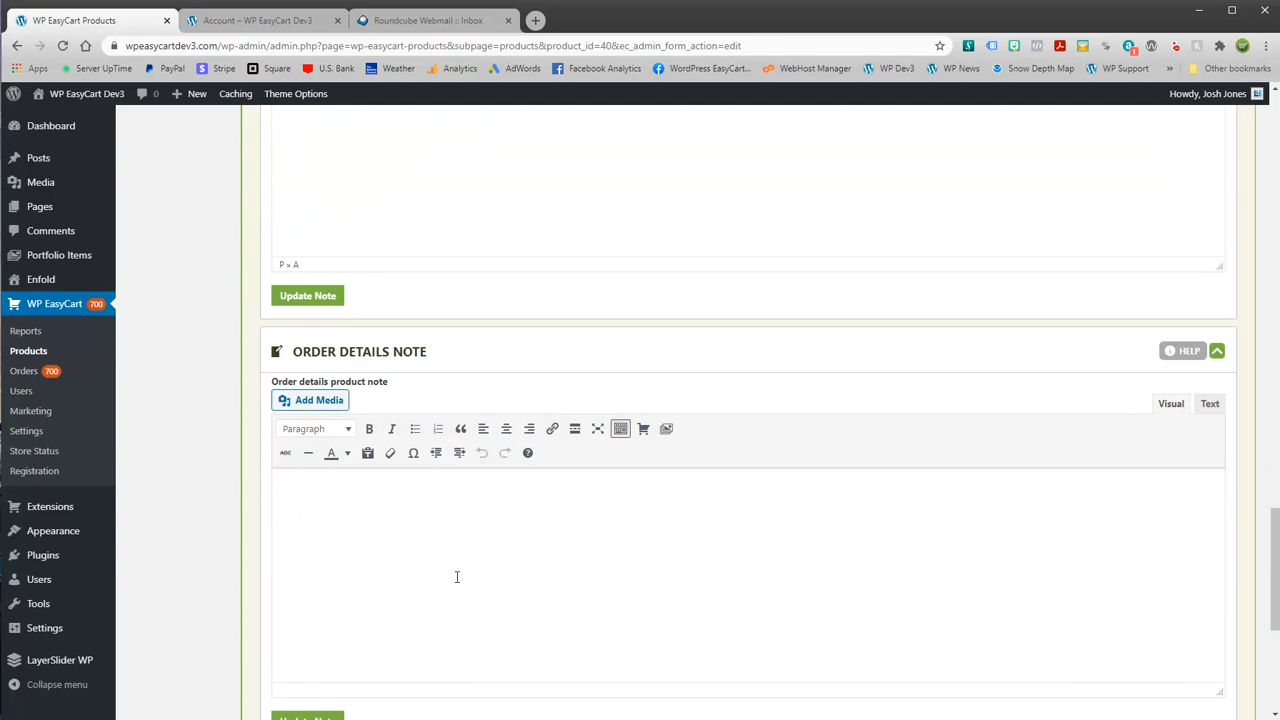 WP EasyCart Products
Account – WP EasyCart Dev3
Roundcube Webmail :: Inbox
wpeasycartdev3.com/wp-admin/admin.php?page=wp-easycart-products&subpage=products&product_id=40&ec_admin_form_action=edit
Apps
Server UpTime
PayPal
Stripe
Square
U.S. Bank
Weather
Analytics
AdWords
Facebook Analytics
WordPress EasyCart...
WebHost Manager
WP Dev3
WP News
Snow Depth Map
WP Support
»
Other bookmarks
WP EasyCart Dev3
0
New
Caching
Theme Options
Howdy, Josh Jones
Dashboard
Posts
Media
Pages
Comments
Portfolio Items
Enfold
WP EasyCart 700
Reports
Products
Orders 700
Users
Marketing
Settings
Store Status
Registration
Extensions
Appearance
Plugins
Users
Tools
Settings
LayerSlider WP
Collapse menu
P » A
Update Note
ORDER DETAILS NOTE
HELP
Order details product note
Add Media
Visual
Text
Paragraph
B
I
ABC
A
Ω
Update Note